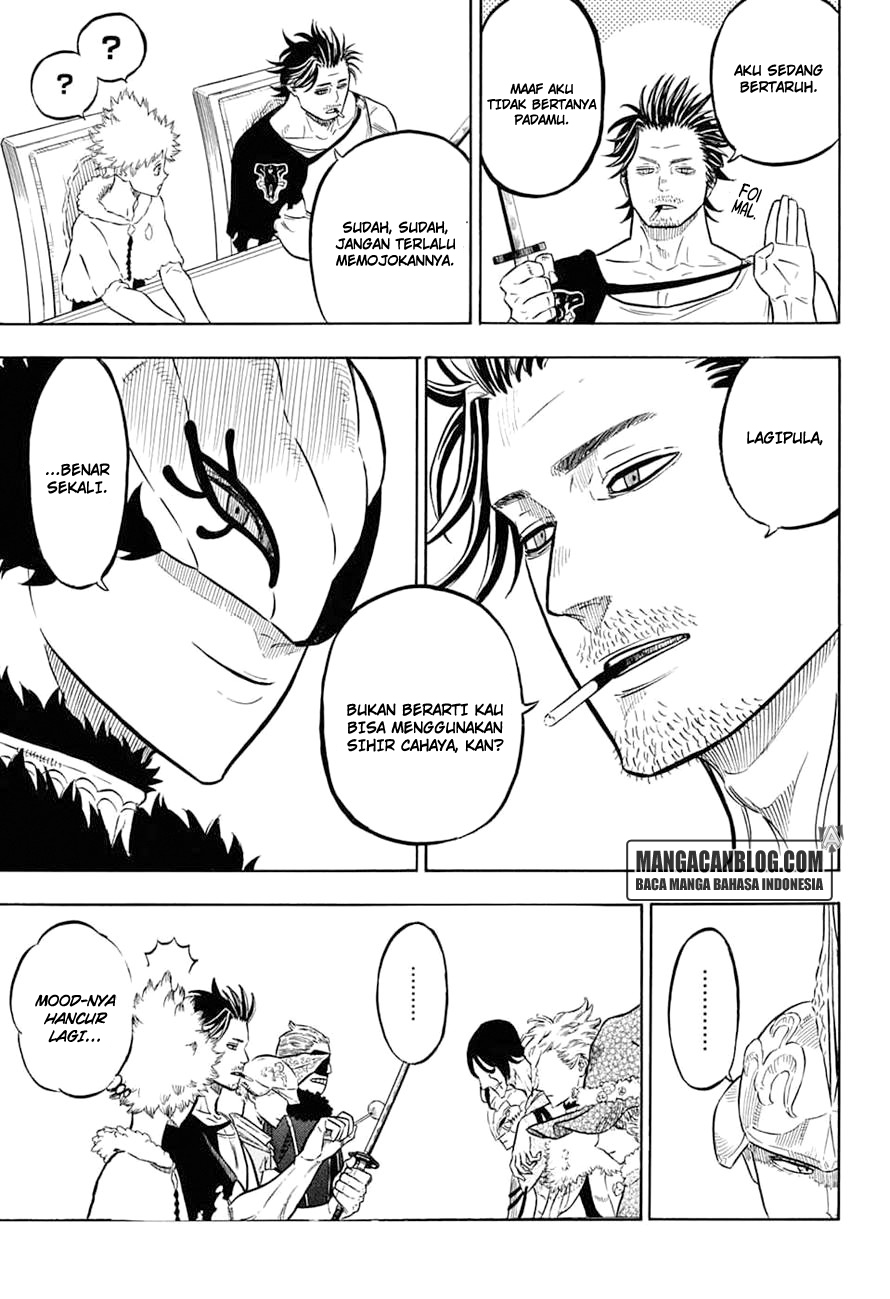 AKU SEDANG
BERTARUH.
MAAF AKU
TIDAK BERTANYA
PADAMU.
FOI
MAL.
SUDAH, SUDAH,
JANGAN TERLALU
MEMOJOKANNYA.
?
?
LAGIPULA,
BUKAN BERARTI KAU
BISA MENGGUNAKAN
SIHIR CAHAYA, KAN?
...BENAR
SEKALI.
MANGACANBLOG.COM
BACA MANGA BAHASA INDONESIA
.........
.........
MOOD-NYA
HANCUR
LAGI...